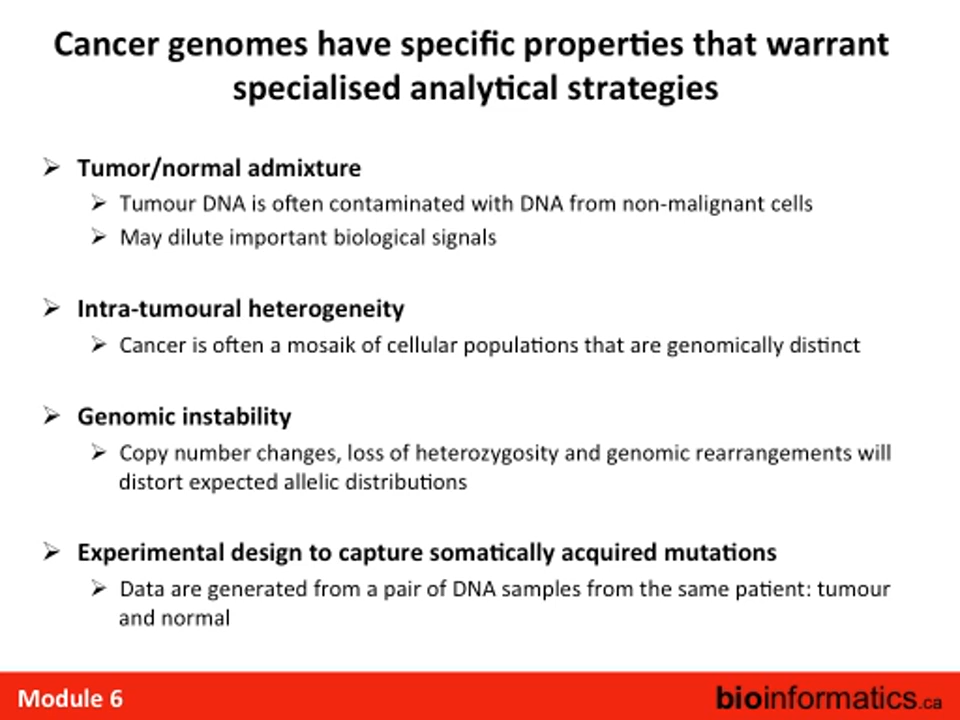 Cancer genomes have specific properties that warrant
specialised analytical strategies
➢ Tumor/normal admixture
➢ Tumour DNA is often contaminated with DNA from non-malignant cells
➢ May dilute important biological signals
➢ Intra-tumoural heterogeneity
➢ Cancer is often a mosaik of cellular populations that are genomically distinct
➢ Genomic instability
➢ Copy number changes, loss of heterozygosity and genomic rearrangements will
distort expected allelic distributions
➢ Experimental design to capture somatically acquired mutations
➢ Data are generated from a pair of DNA samples from the same patient: tumour
and normal
Module 6
bioinformatics.ca